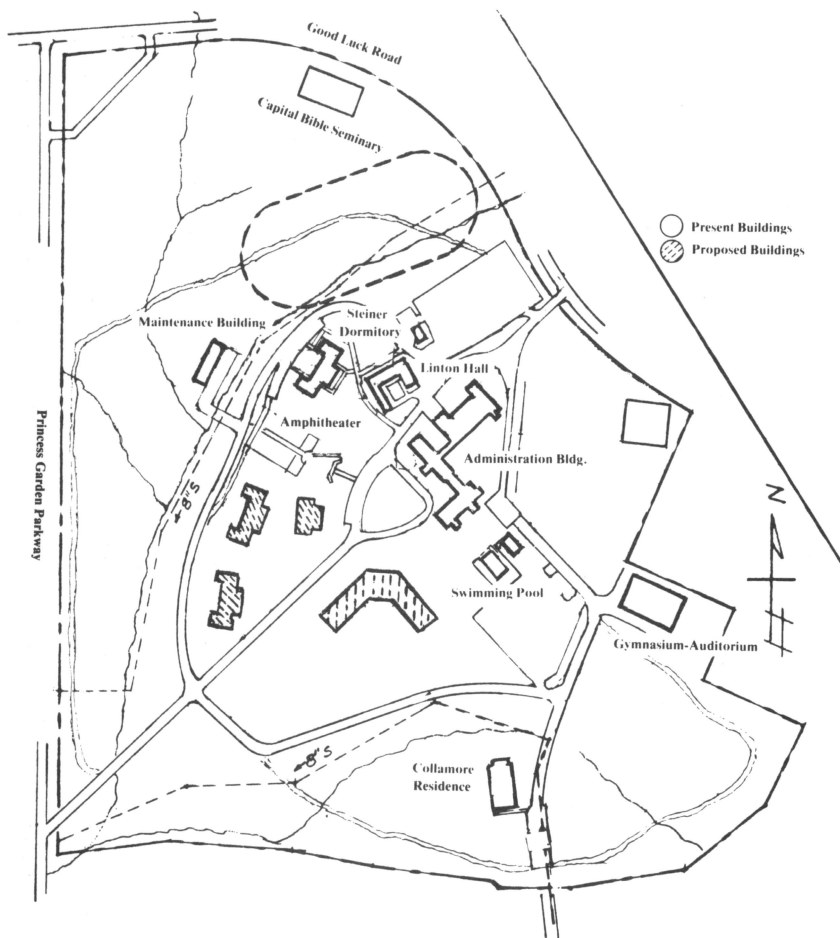 Good Luck Road
Capital Bible Seminary
Present Buildings
Proposed Buildings
Steiner
Dormitory
Maintenance Building
Linton Hall
Amphitheater
Administration Bldg.
Princess Garden Parkway
8" S
N
Swimming Pool
Gymnasium-Auditorium
8" S
Collamore
Residence